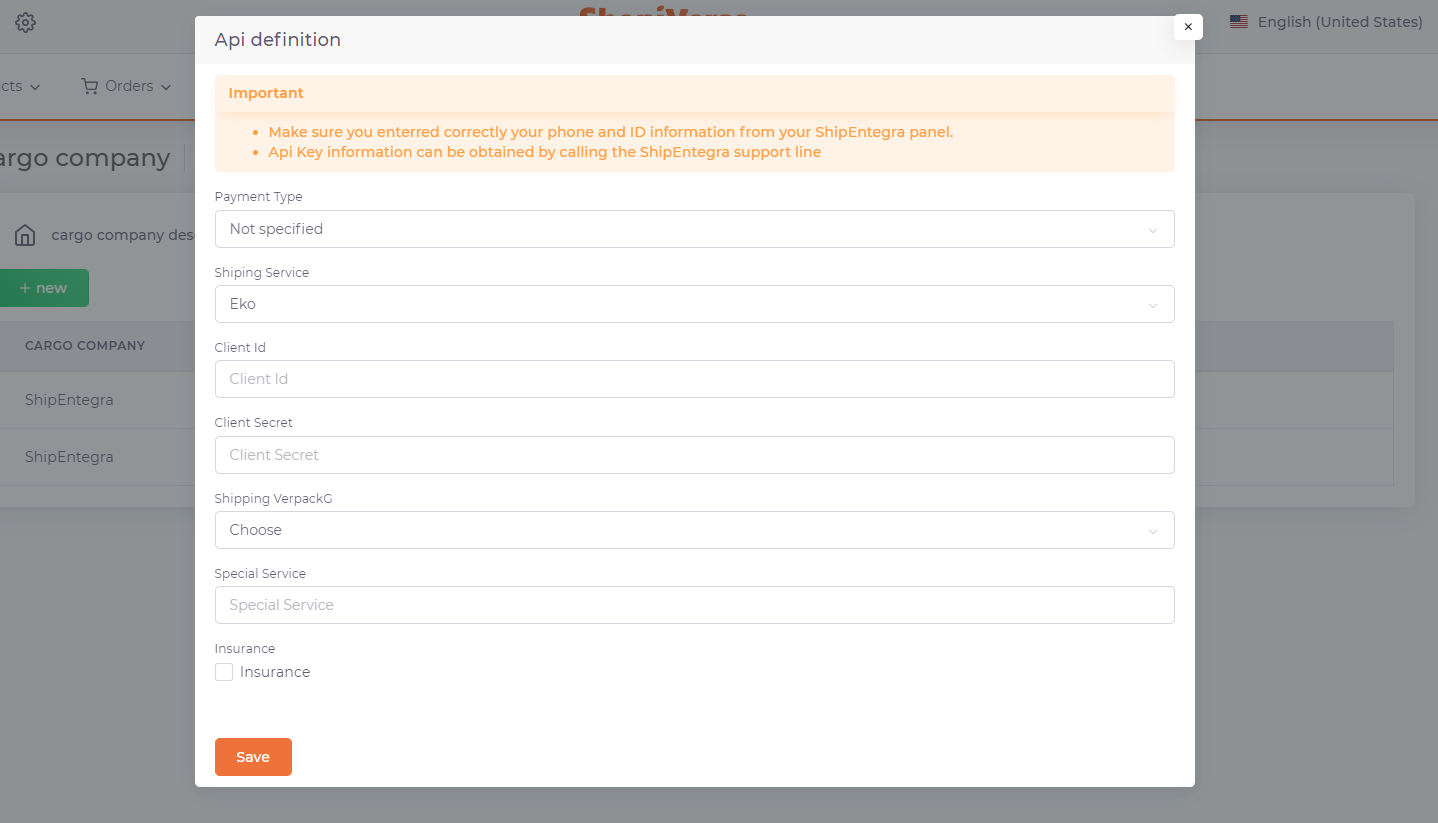 English (United States)
Api definition
×
cts
Orders
Important
Make sure you enterred correctly your phone and ID information from your ShipEntegra panel.
Api Key information can be obtained by calling the ShipEntegra support line
argo company
Payment Type
Not specified
cargo company des
Shiping Service
+ new
Eko
CARGO COMPANY
Client Id
Client Id
ShipEntegra
Client Secret
Client Secret
ShipEntegra
Shipping VerpackG
Choose
Special Service
Special Service
Insurance
Insurance
Save